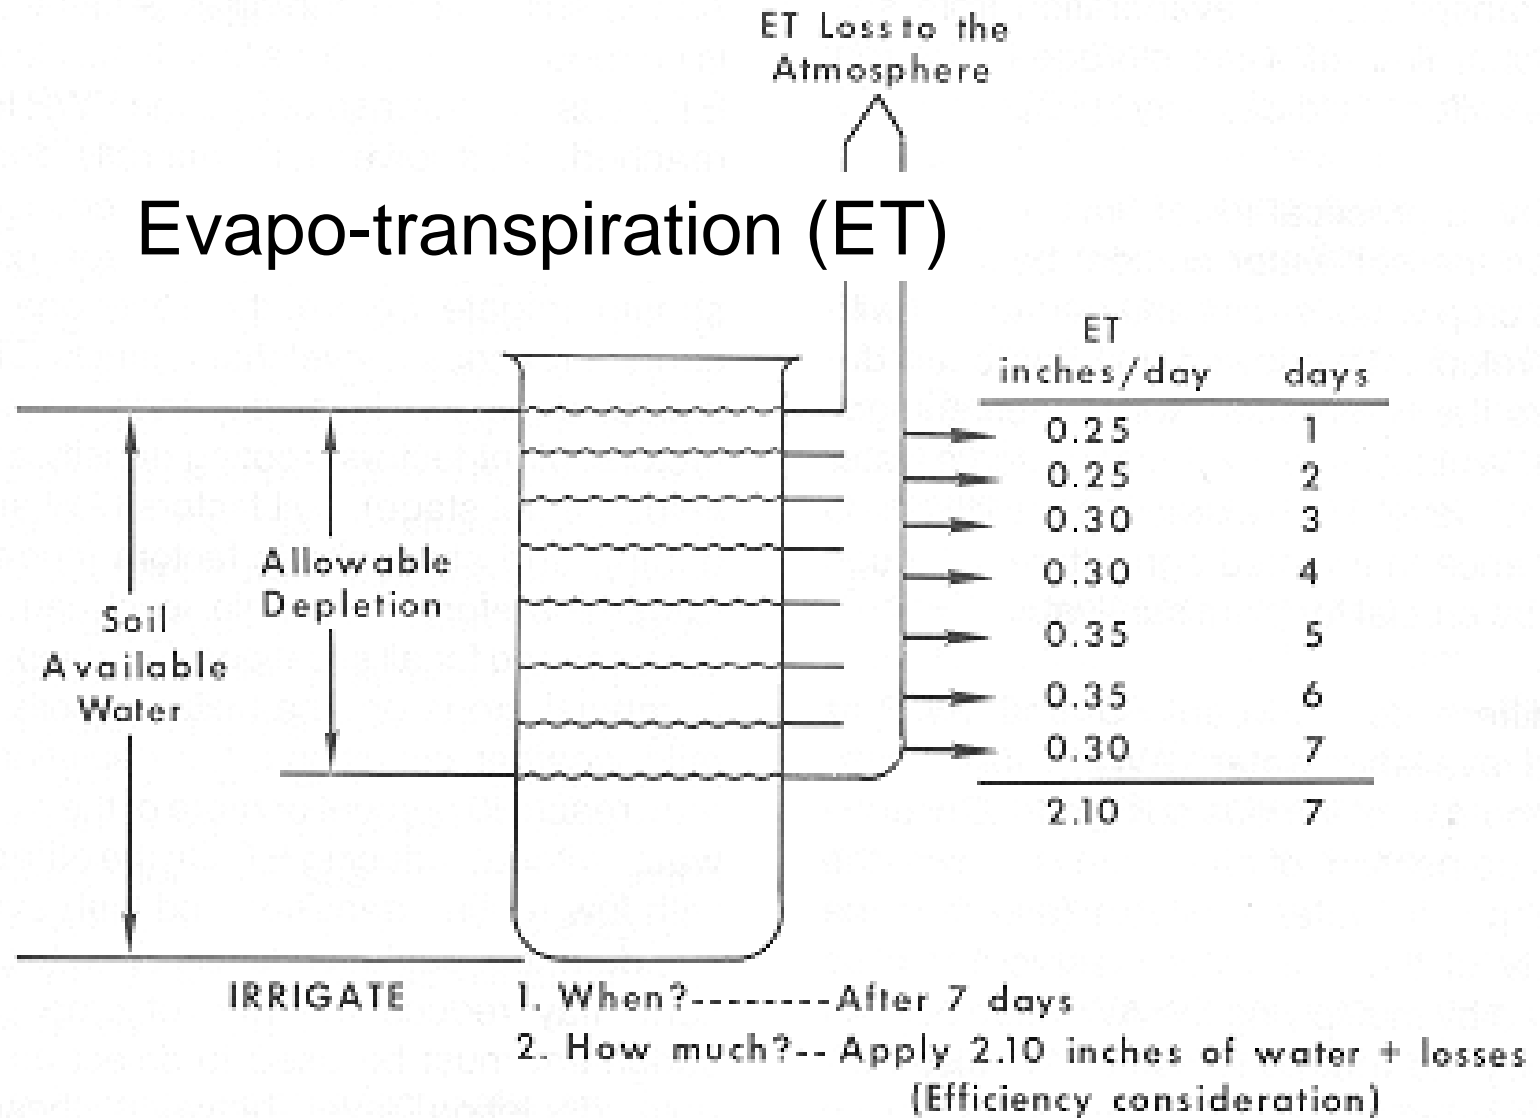 ET Loss to the
Atmosphere
Evapo-transpiration (ET)
ET
inches/day days
0.25 1
0.25 2
0.30 3
0.30 4
0.35 5
0.35 6
0.30 7
2.10 7
Allowable
Depletion
Soil
Available
Water
IRRIGATE 1. When?--------After 7 days
2. How much?-- Apply 2.10 inches of water + losses
(Efficiency consideration)